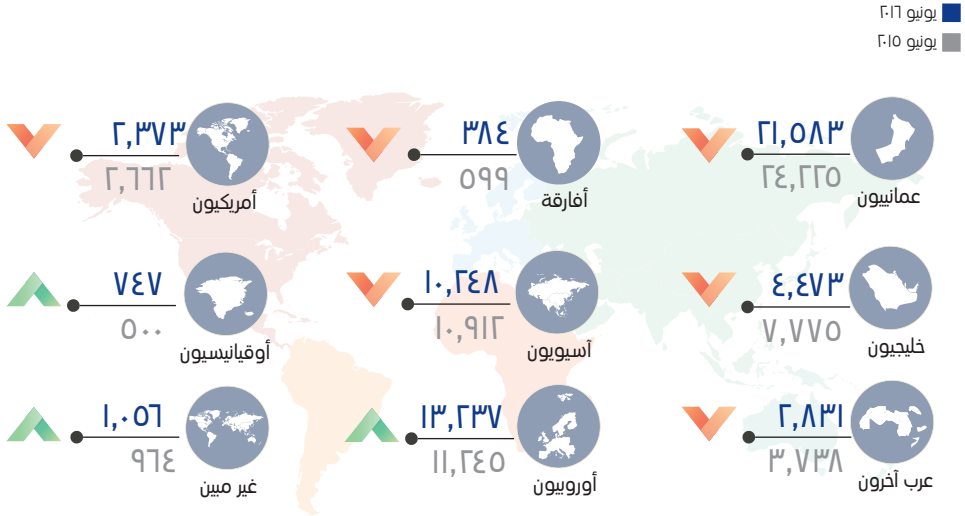 يونيو ٢٠١٦
يونيو ٢٠١٥
٢١,٥٨٣
٢٤,٢٢٥
عمانييون
٣٨٤
٥٩٩
أفارقة
٢,٣٧٣
٢,٦٦٢
أمريكيون
٤,٤٧٣
٧,٧٧٥
خليجيون
١٠,٢٤٨
١٠,٩١٢
آسيويون
٧٤٧
٥٠٠
أوقيانيسيون
٢,٨٣١
٣,٧٣٨
عرب آخرون
١٣,٢٣٧
١١,٢٤٥
أوروبيون
١,٠٥٦
٩٦٤
غير مبين